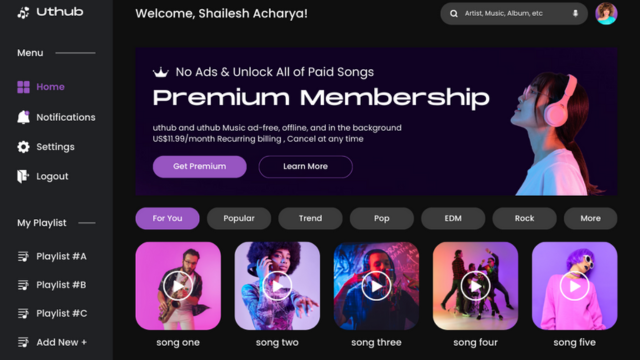 Uthub
Menu
Home
Notifications
Settings
Logout
My Playlist
Playlist #A
Playlist #B
Playlist #C
Add New +
Welcome, Shailesh Acharya!
Artist, Music, Album, etc
No Ads & Unlock All of Paid Songs
Premium Membership
uthub and uthub Music ad-free, offline, and in the background
US$11.99/month Recurring billing , Cancel at any time
Get Premium
Learn More
For You
Popular
Trend
Pop
EDM
Rock
More
song one
song two
song three
song four
song five